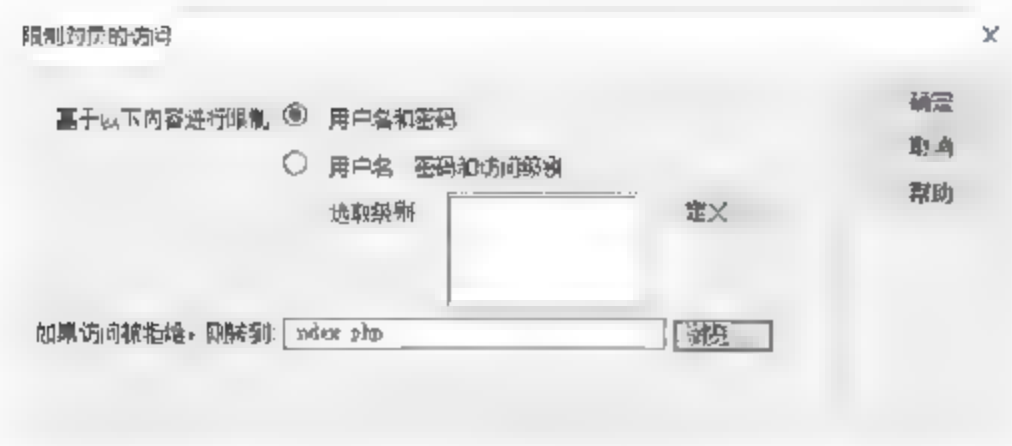 限制对页的访问
基于以下内容进行限制
用户名和密码
用户名 密码和访问级别
选取级别
定义
如果访问被拒绝，则转到:
index php
浏览
确定
取消
帮助